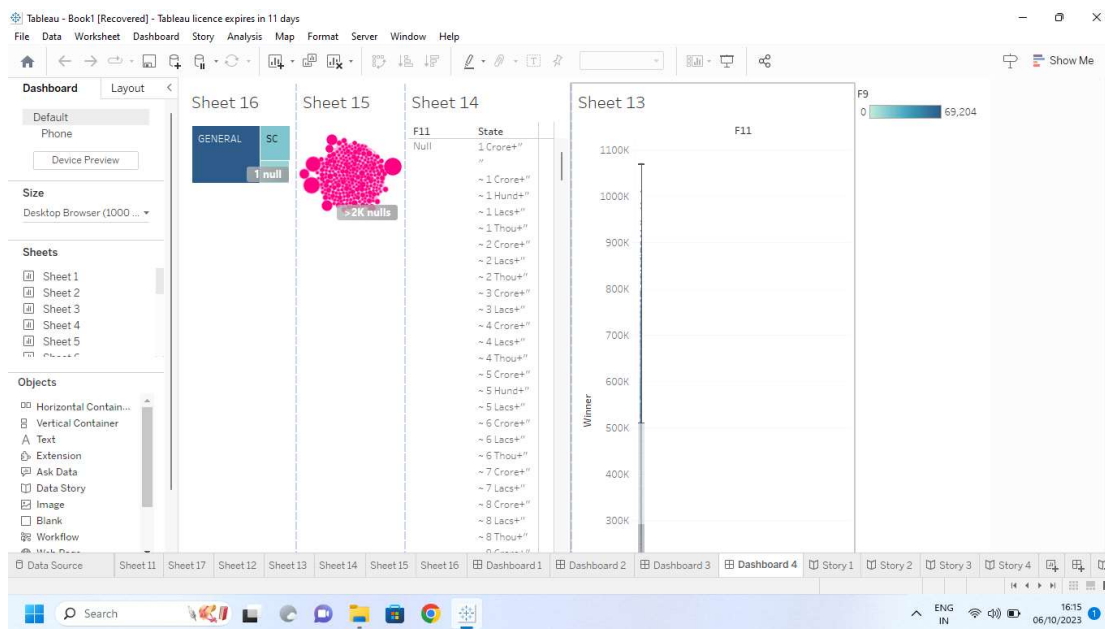 Tableau - Book1 [Recovered] - Tableau licence expires in 11 days
File Data Worksheet Dashboard Story Analysis Map Format Server Window Help
Show Me
Dashboard Layout
Default
Phone
Device Preview
Size
Desktop Browser (1000 ...
Sheets
Sheet 1
Sheet 2
Sheet 3
Sheet 4
Sheet 5
Objects
Horizontal Contain...
Vertical Container
Text
Extension
Ask Data
Data Story
Image
Blank
Workflow
Sheet 16
GENERAL SC
1 null
Sheet 15
>2K nulls
Sheet 14
F11 State
Null 1 Crore+"
"
~ 1 Crore+"
~ 1 Hund+"
~ 1 Lacs+"
~ 1 Thou+"
~ 2 Crore+"
~ 2 Lacs+"
~ 2 Thou+"
~ 3 Crore+"
~ 3 Lacs+"
~ 4 Crore+"
~ 4 Lacs+"
~ 4 Thou+"
~ 5 Crore+"
~ 5 Hund+"
~ 5 Lacs+"
~ 6 Crore+"
~ 6 Lacs+"
~ 6 Thou+"
~ 7 Crore+"
~ 7 Lacs+"
~ 8 Crore+"
~ 8 Lacs+"
~ 8 Thou+"
Sheet 13
F11
1100K
1000K
900K
800K
700K
600K
500K
400K
300K
Winner
F9
0 69,204
Data Source Sheet 11 Sheet 17 Sheet 12 Sheet 13 Sheet 14 Sheet 15 Sheet 16 Dashboard 1 Dashboard 2 Dashboard 3 Dashboard 4 Story 1 Story 2 Story 3 Story 4
Search
ENG
IN
16:15
06/10/2023
1